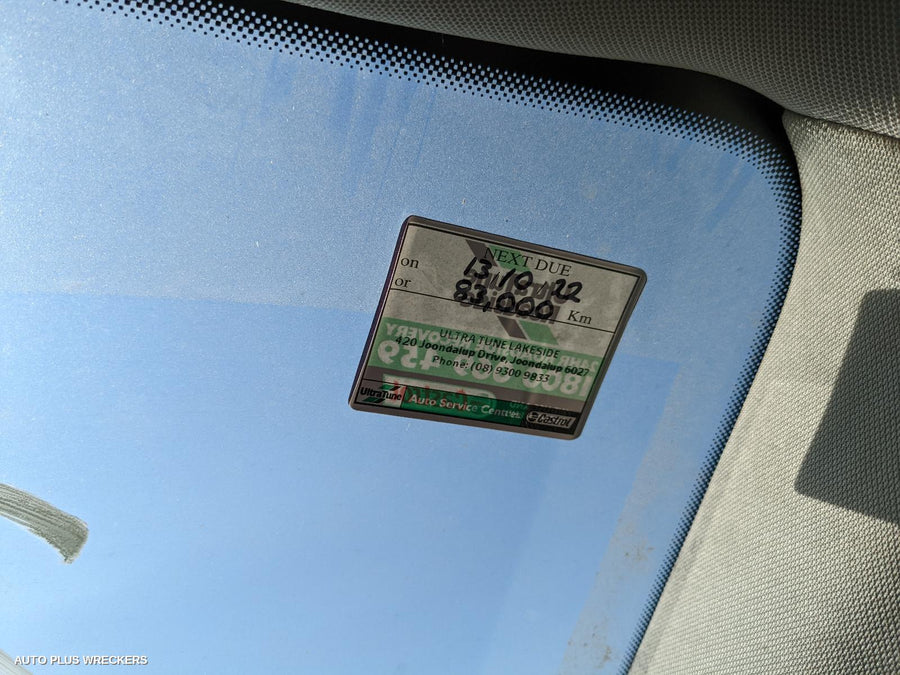 NEXT DUE
on 13/10/22
or 83,000 Km
ULTRA TUNE LAKESIDE
420 Joondalup Drive, Joondalup 6027
Phone: (08) 9300 9833
UltraTune Auto Service Centres Castrol
AUTO PLUS WRECKERS